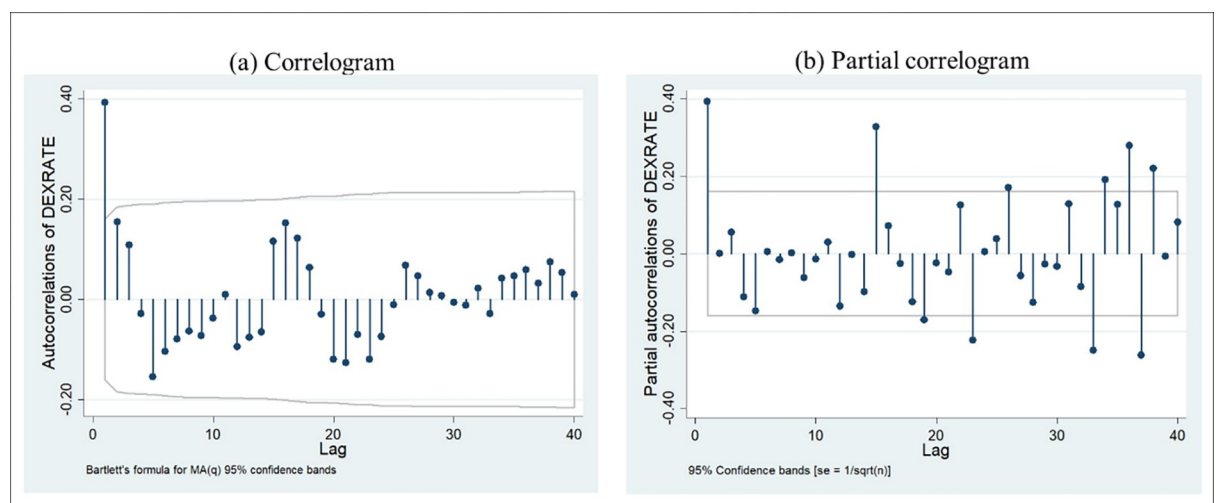 (a) Correlogram
Autocorrelations of DEXRATE
0.40
0.20
0.00
-0.20
0
10
20
30
40
Lag
Bartlett's formula for MA(q) 95% confidence bands
(b) Partial correlogram
Partial autocorrelations of DEXRATE
0.40
0.20
0.00
-0.20
-0.40
0
10
20
30
40
Lag
95% Confidence bands [se = 1/sqrt(n)]